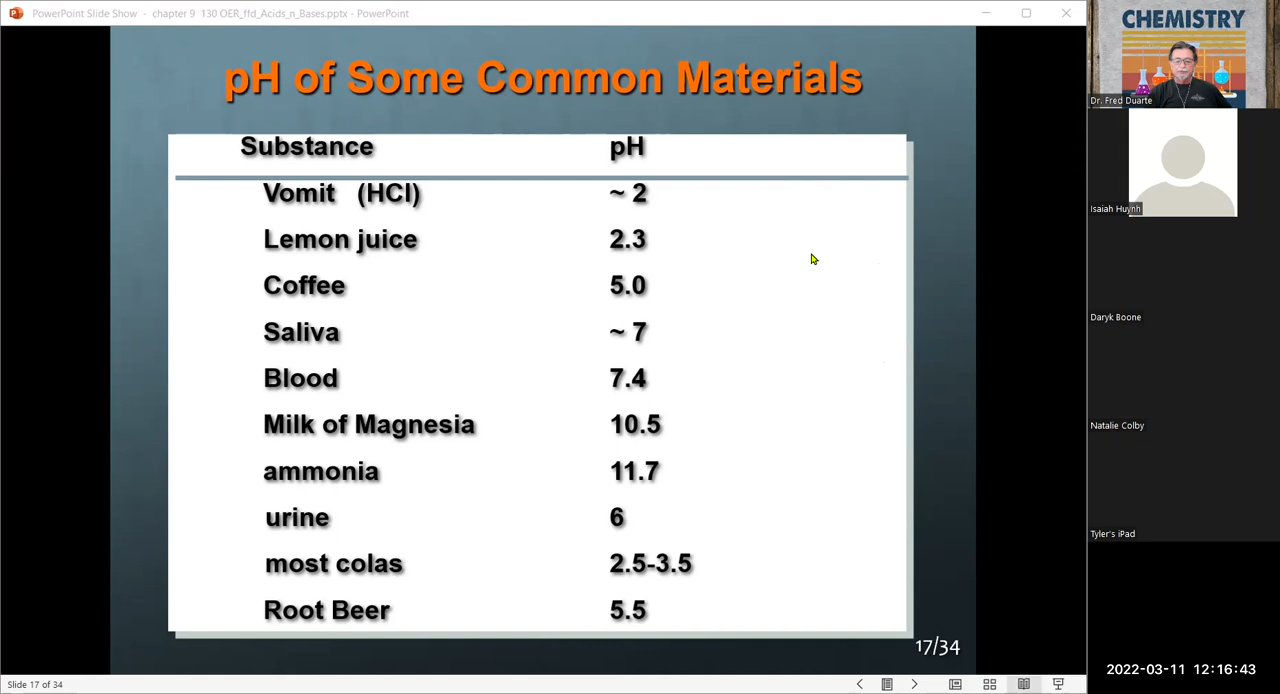 PowerPoint Slide Show - chapter 9 130 OER_ffd_Acids_n_Bases.pptx - PowerPoint
CHEMISTRY
Dr. Fred Duarte
Isaiah Huynh
Daryk Boone
Natalie Colby
Tyler's iPad
pH of Some Common Materials
Substance pH
Vomit (HCl) ~ 2
Lemon juice 2.3
Coffee 5.0
Saliva ~ 7
Blood 7.4
Milk of Magnesia 10.5
ammonia 11.7
urine 6
most colas 2.5-3.5
Root Beer 5.5
17/34
Slide 17 of 34
2022-03-11 12:16:43